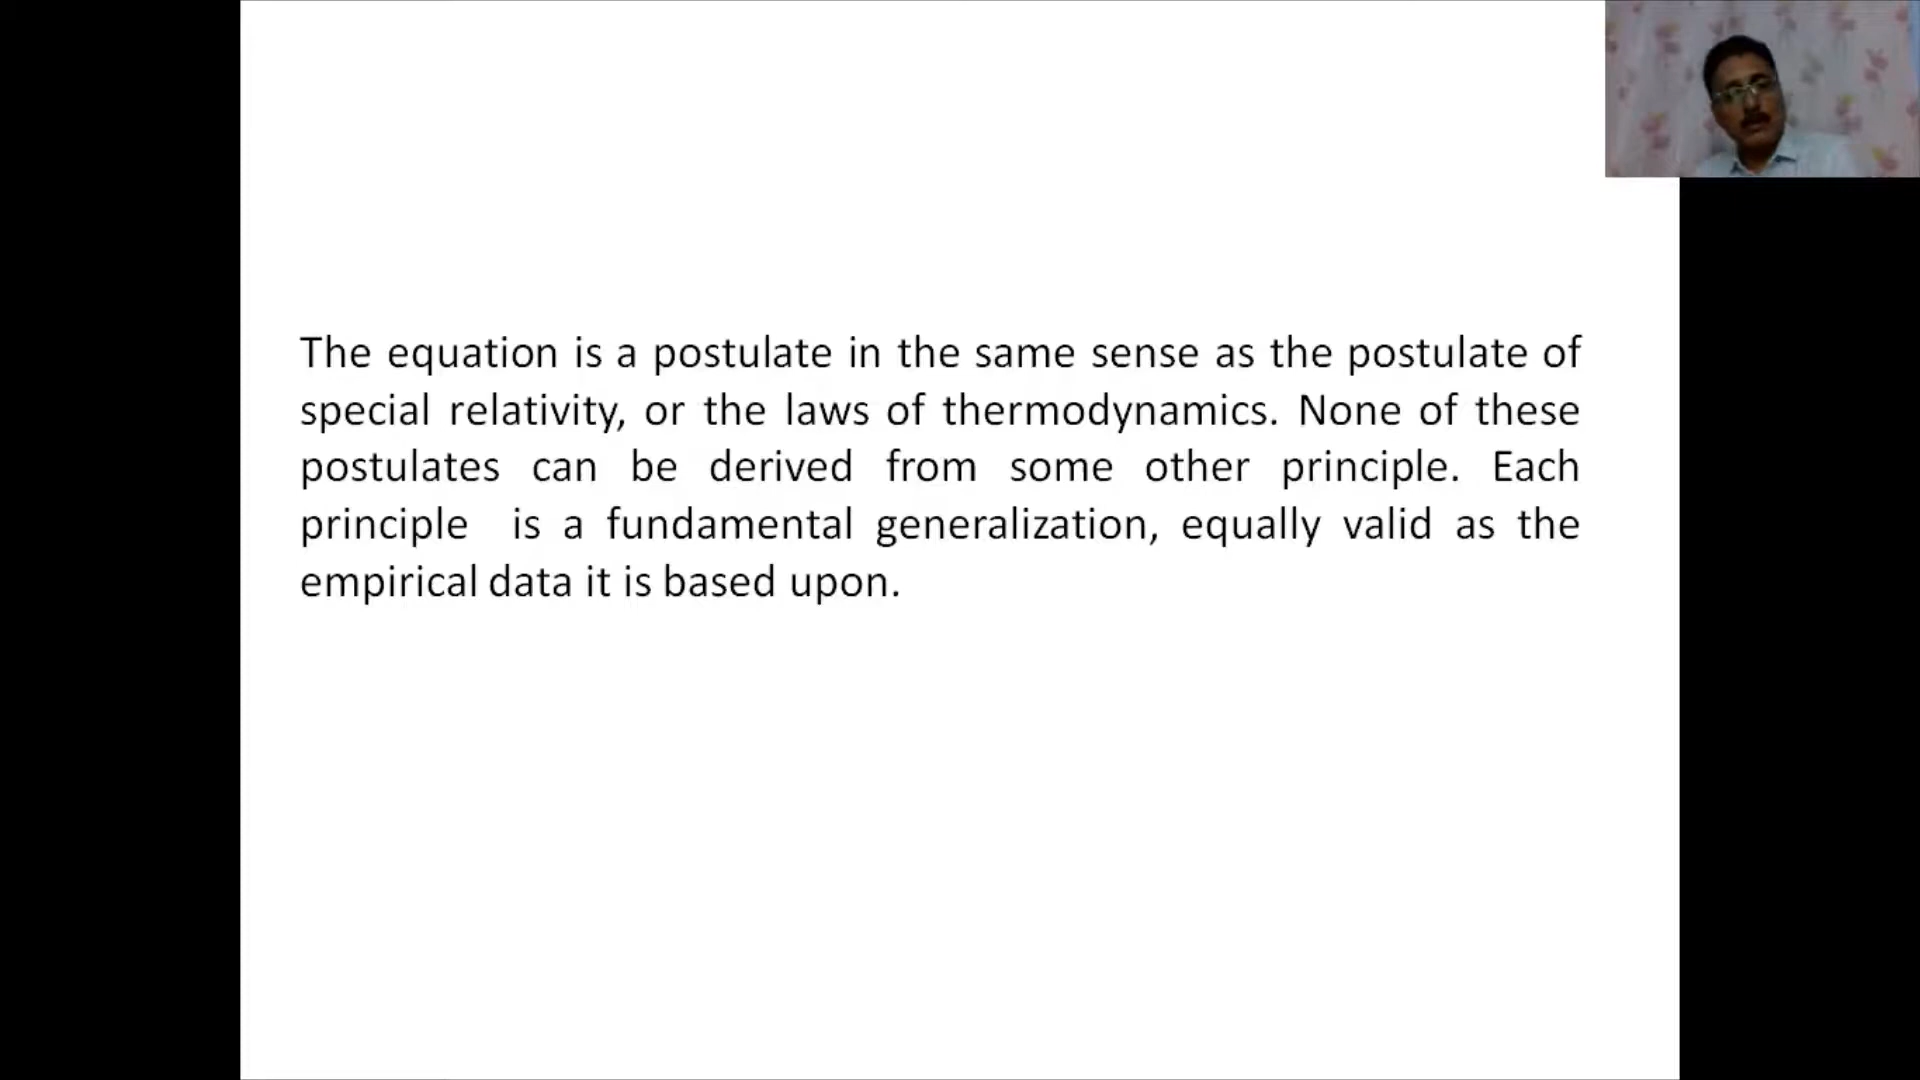 The equation is a postulate in the same sense as the postulate of
special relativity, or the laws of thermodynamics. None of these
postulates can be derived from some other principle. Each
principle is a fundamental generalization, equally valid as the
empirical data it is based upon.